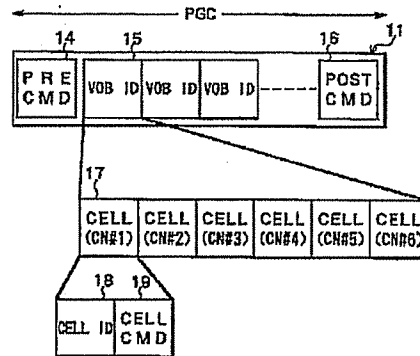 PGC
14 15 16 11
PRE CMD VOB ID VOB ID VOB ID POST CMD
17
CELL (CN#1) CELL (CN#2) CELL (CN#3) CELL (CN#4) CELL (CN#5) CELL (CN#6)
18 19
CELL ID CELL CMD